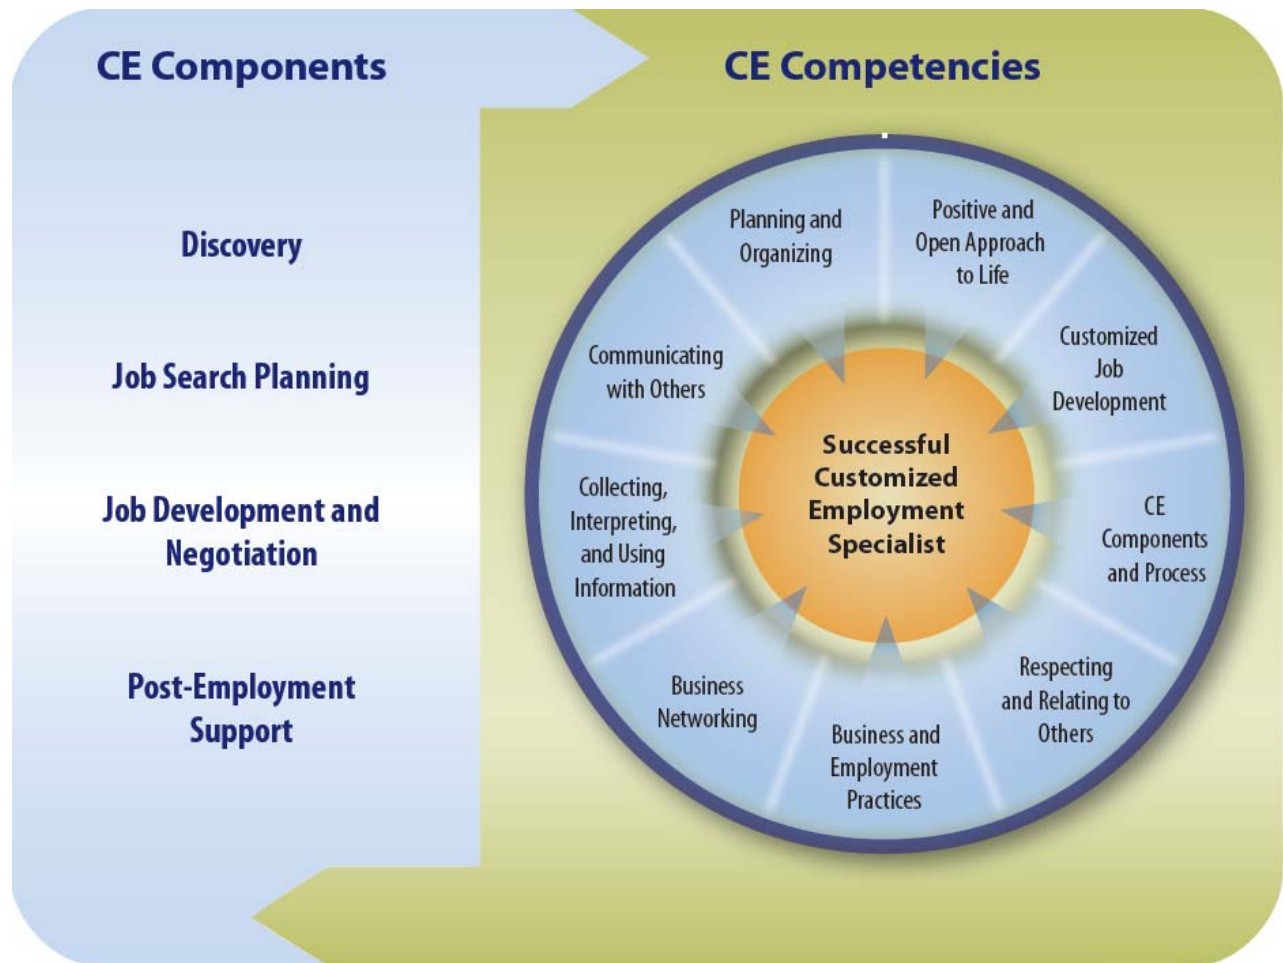 CE Components
Discovery
Job Search Planning
Job Development and
Negotiation
Post-Employment
Support
CE Competencies
Positive and
Open Approach
to Life
Customized
Job
Development
CE
Components
and Process
Respecting
and Relating to
Others
Business and
Employment
Practices
Business
Networking
Collecting,
Interpreting,
and Using
Information
Communicating
with Others
Planning and
Organizing
Successful
Customized
Employment
Specialist